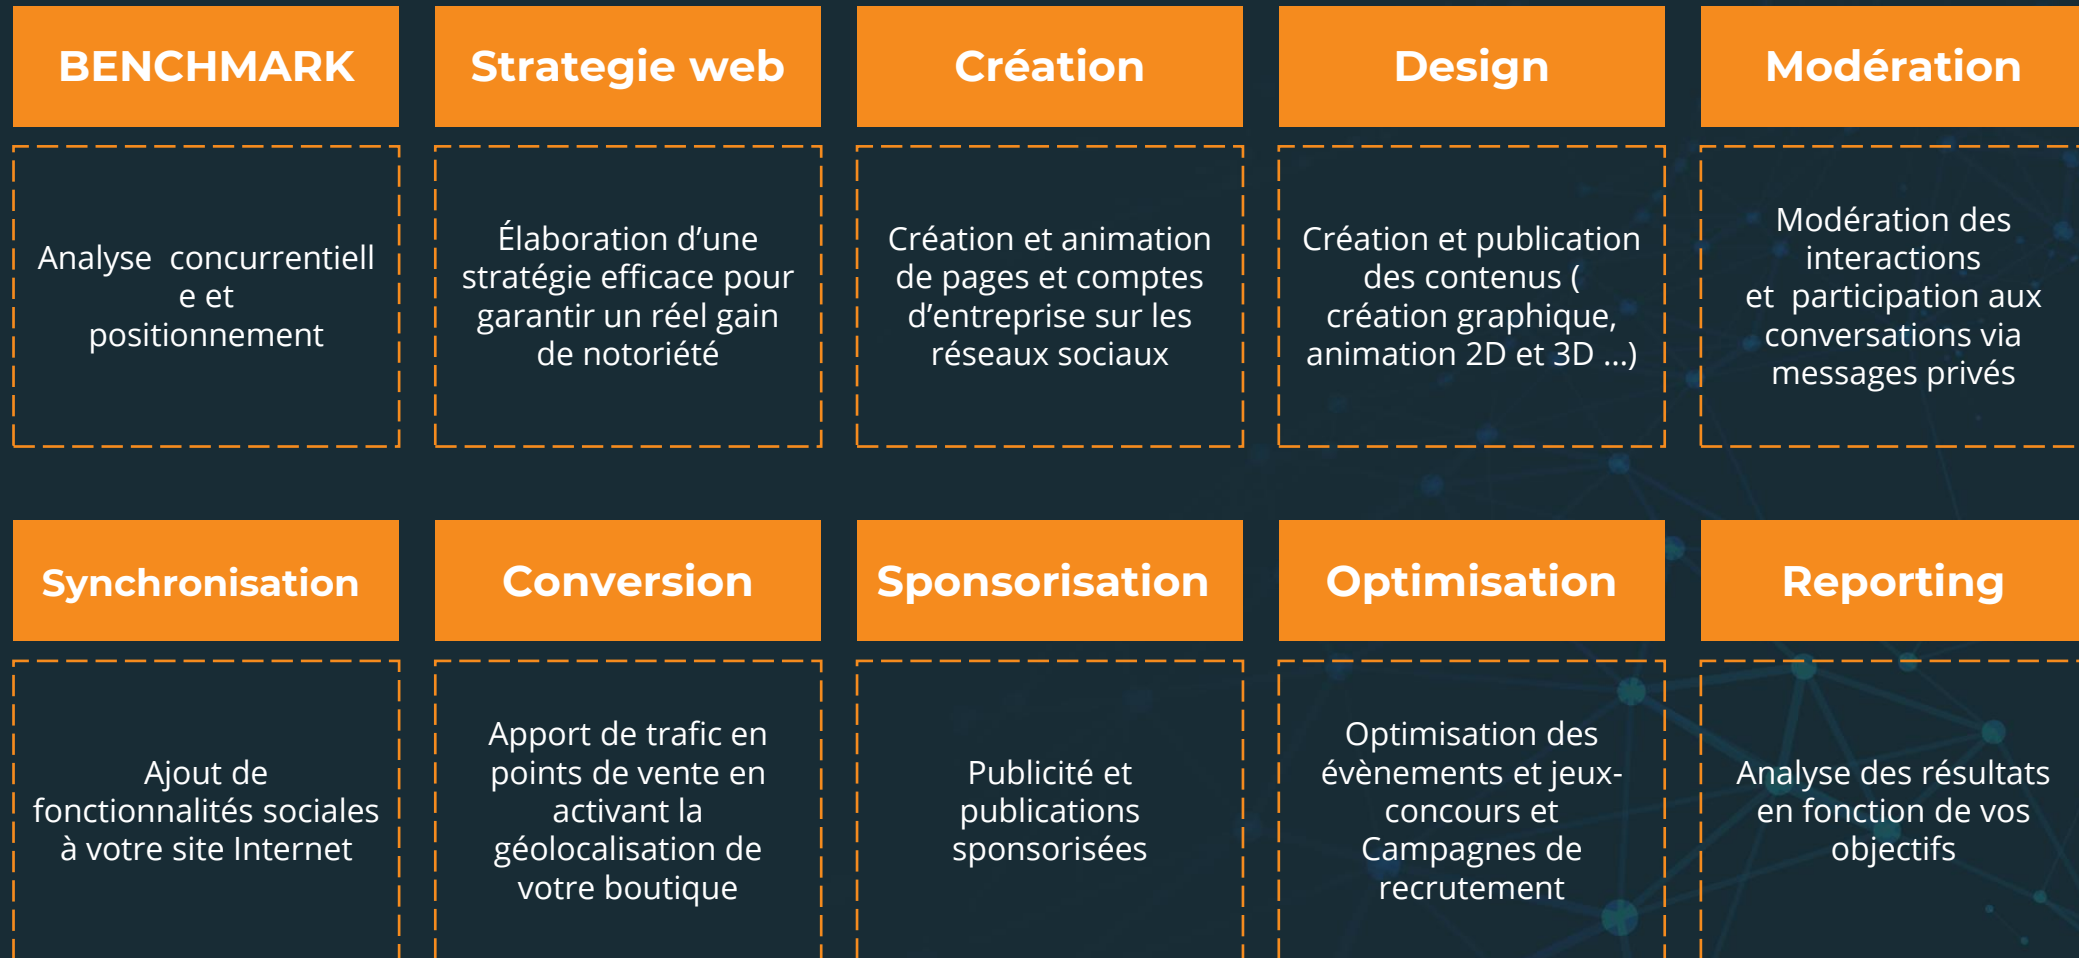 BENCHMARK
Strategie web
Création
Design
Modération
Analyse  concurrentiell
e et
positionnement
Élaboration d’une
stratégie efficace pour
garantir un réel gain
de notoriété
Création et animation
de pages et comptes
d’entreprise sur les
réseaux sociaux
Création et publication
des contenus (
création graphique,
animation 2D et 3D ...)
Modération des
interactions
et  participation aux
conversations via
messages privés
Synchronisation
Conversion
Sponsorisation
Optimisation
Reporting
Ajout de
fonctionnalités sociales
à votre site Internet
Apport de trafic en
points de vente en
activant la
géolocalisation de
votre boutique
Publicité et
publications
sponsorisées
Optimisation des
évènements et jeux-
concours et
Campagnes de
recrutement
Analyse des résultats
en fonction de vos
objectifs